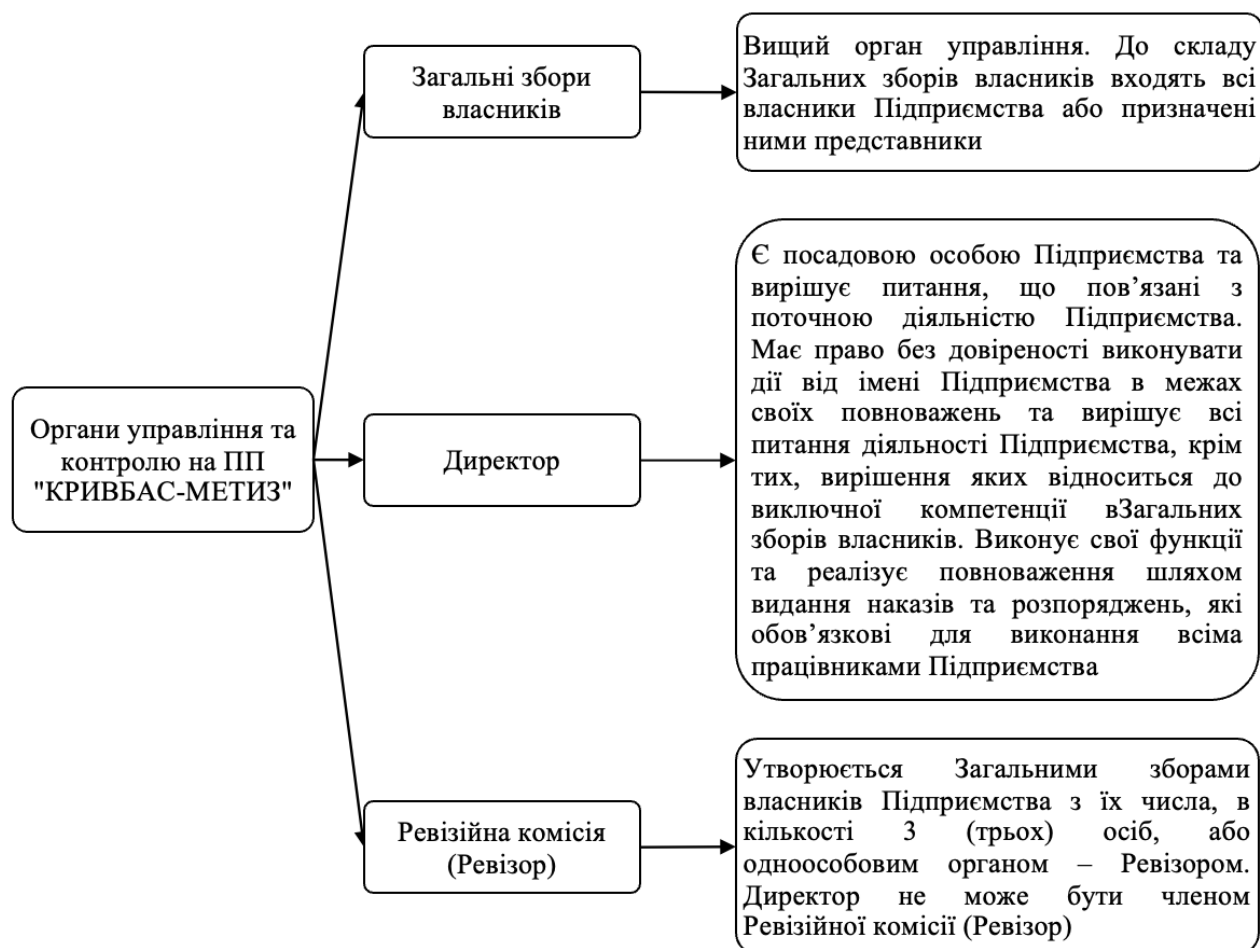 Органи управління та
контролю на ПП
"КРИВБАС-МЕТИЗ"
Загальні збори
власників
Вищий орган управління. До складу
Загальних зборів власників входять всі
власники Підприємства або призначені
ними представники
Директор
Є посадовою особою Підприємства та
вирішує питання, що пов’язані з
поточною діяльністю Підприємства.
Має право без довіреності виконувати
дії від імені Підприємства в межах
своїх повноважень та вирішує всі
питання діяльності Підприємства, крім
тих, вирішення яких відноситься до
виключної компетенції вЗагальних
зборів власників. Виконує свої функції
та реалізує повноваження шляхом
видання наказів та розпоряджень, які
обов’язкові для виконання всіма
працівниками Підприємства
Ревізійна комісія
(Ревізор)
Утворюється Загальними зборами
власників Підприємства з їх числа, в
кількості 3 (трьох) осіб, або
одноособовим органом – Ревізором.
Директор не може бути членом
Ревізійної комісії (Ревізор)